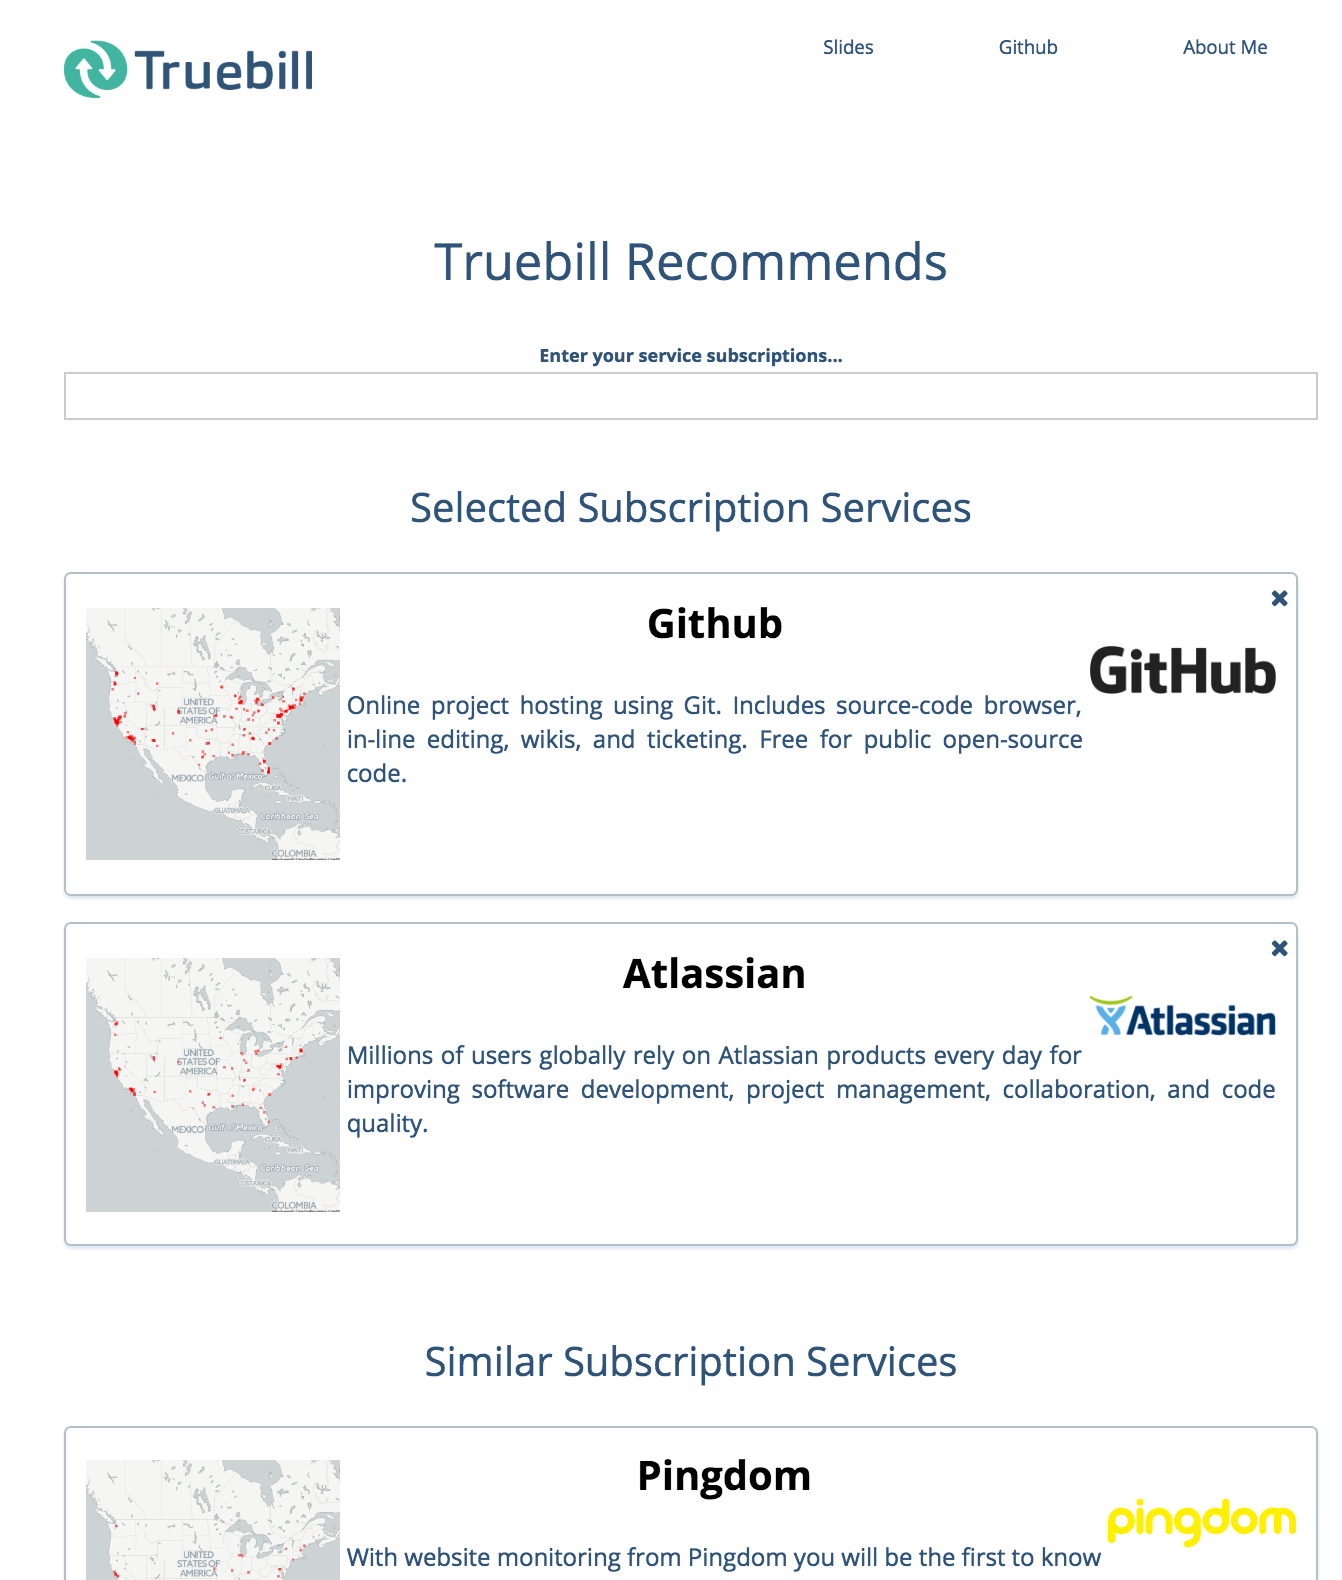 Truebill
Slides
Github
About Me
Truebill Recommends
Enter your service subscriptions...
Selected Subscription Services
Github
GitHub
Online project hosting using Git. Includes source-code browser,
in-line editing, wikis, and ticketing. Free for public open-source
code.
UNITED
STATES OF
AMERICA
MEXICO
Gulf of Mexico
CUBA
HAITI
GUATEMALA
Caribbean Sea
COSTA RICA
COLOMBIA
Atlassian
Atlassian
Millions of users globally rely on Atlassian products every day for
improving software development, project management, collaboration, and code
quality.
UNITED
STATES OF
AMERICA
MEXICO
Gulf of Mexico
CUBA
HAITI
GUATEMALA
Caribbean Sea
COSTA RICA
COLOMBIA
Similar Subscription Services
Pingdom
pingdom
With website monitoring from Pingdom you will be the first to know
UNITED
STATES OF
AMERICA